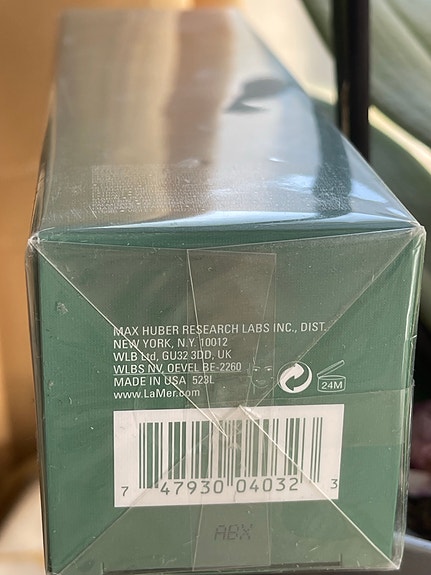 MAX HUBER RESEARCH LABS INC., DIST.
NEW YORK, N.Y. 10012
WLB Ltd, GU32 3DD, UK
WLBS NV, OEVEL BE-2260
MADE IN USA 523L
www.LaMer.com
24M
7 47930 04032 3
ABX